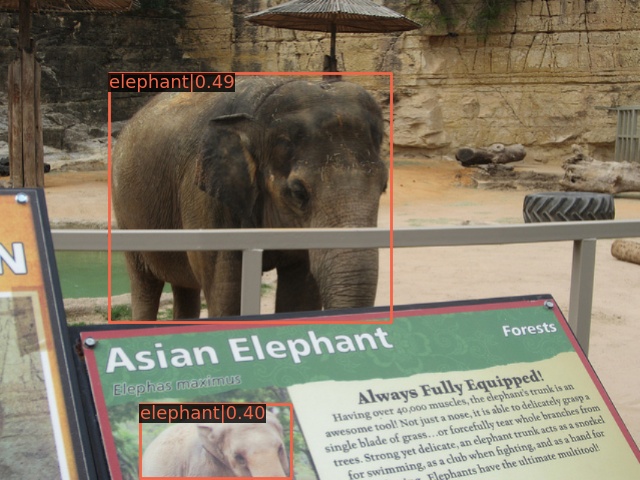 elephant|0.49
N
Asian Elephant
Forests
Elephas maximus
Always Fully Equipped!
Having over 40,000 muscles, the elephant's trunk is an
awesome tool! Not just a nose, it is able to delicately grasp a
single blade of grass...or forcefully tear whole branches from
trees. Strong yet delicate, an elephant trunk acts as a snorkel
for swimming, as a club when fighting, and as a hand for
Elephants have the ultimate multitool!
elephant|0.40